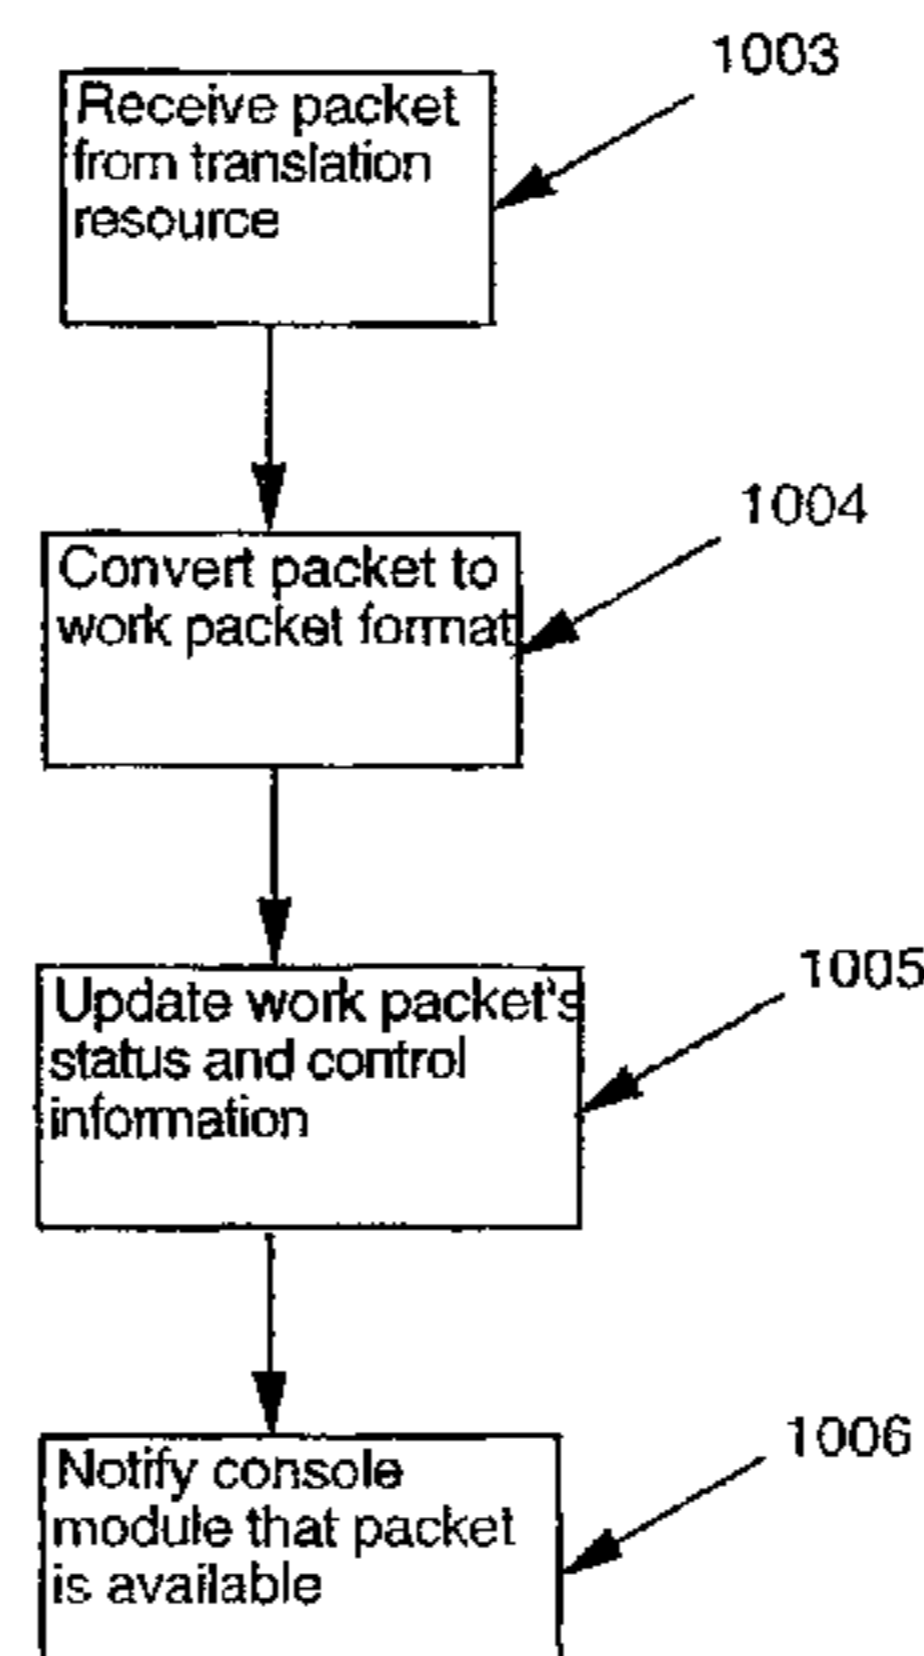 1003
Receive packet
from translation
resource
1004
Convert packet to
work packet format
1005
Update work packet's
status and control
information
1006
Notify console
module that packet
is available